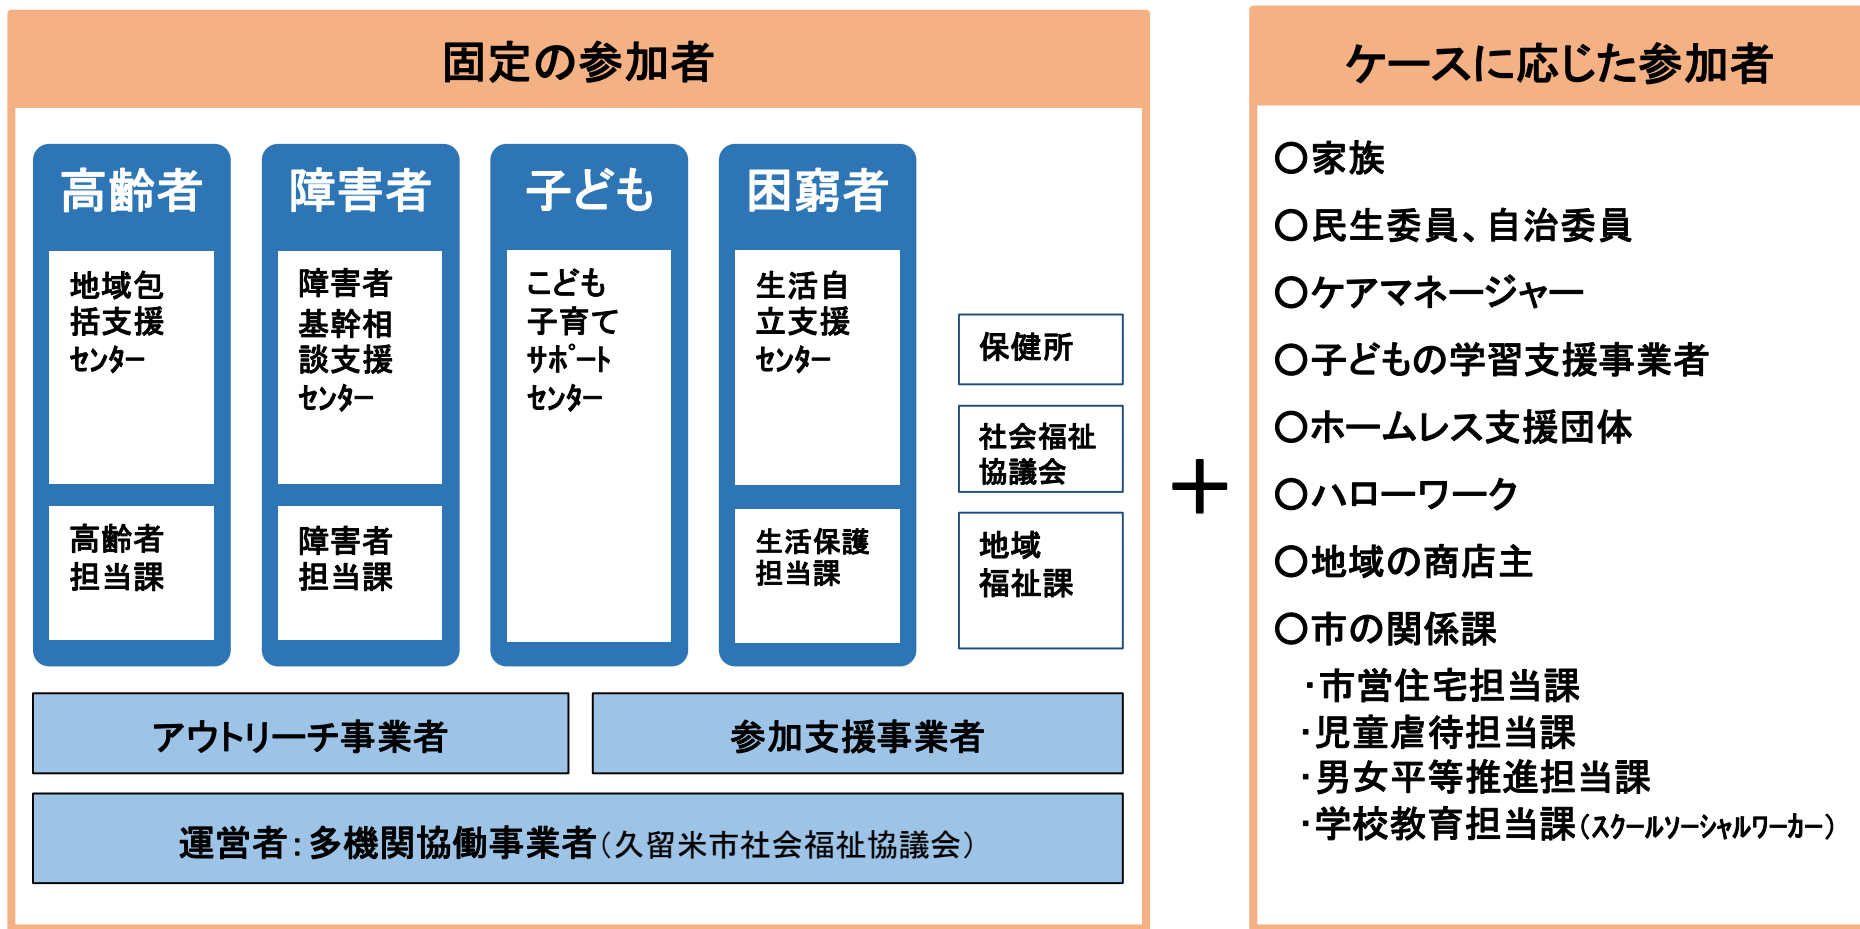 固定の参加者
高齢者
地域包
括支援
センター
高齢者
担当課
障害者
障害者
基幹相
談支援
センター
障害者
担当課
子ども
こども
子育て
サポート
センター
困窮者
生活自
立支援
センター
生活保護
担当課
保健所
社会福祉
協議会
地域
福祉課
アウトリーチ事業者
参加支援事業者
運営者:多機関協働事業者(久留米市社会福祉協議会)
＋
ケースに応じた参加者
○家族
○民生委員、自治委員
○ケアマネージャー
○子どもの学習支援事業者
○ホームレス支援団体
○ハローワーク
○地域の商店主
○市の関係課
・市営住宅担当課
・児童虐待担当課
・男女平等推進担当課
・学校教育担当課(スクールソーシャルワーカー)